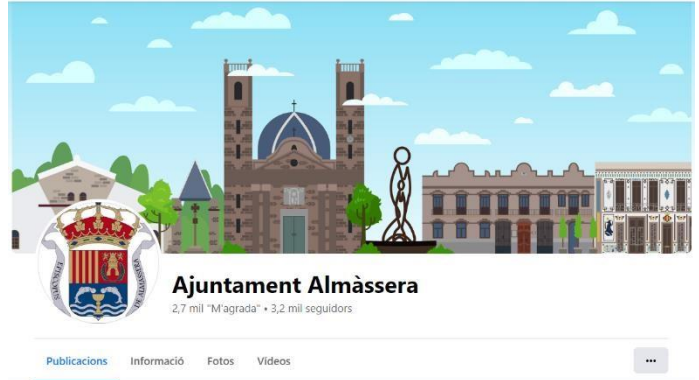 Ajuntament Almàssera
2,7 mil "M'agrada" • 3,2 mil seguidors
Publicacions Informació Fotos Vídeos